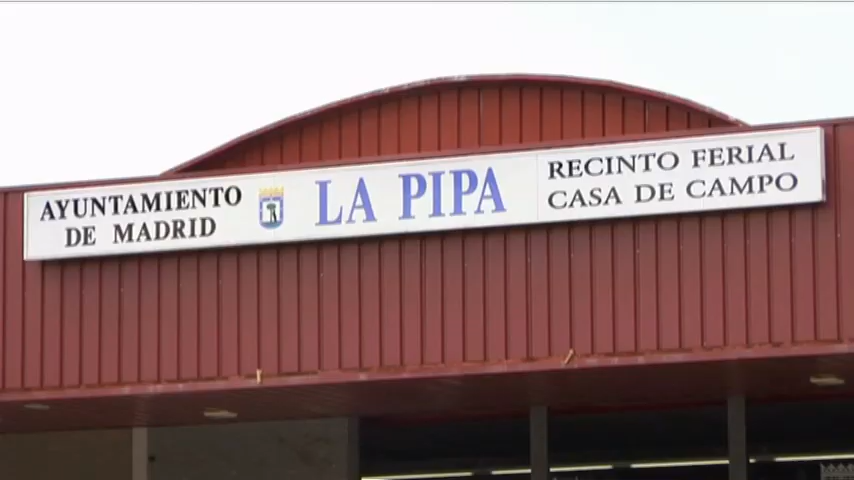 AYUNTAMIENTO
DE MADRID
LA PIPA
RECINTO FERIAL
CASA DE CAMPO